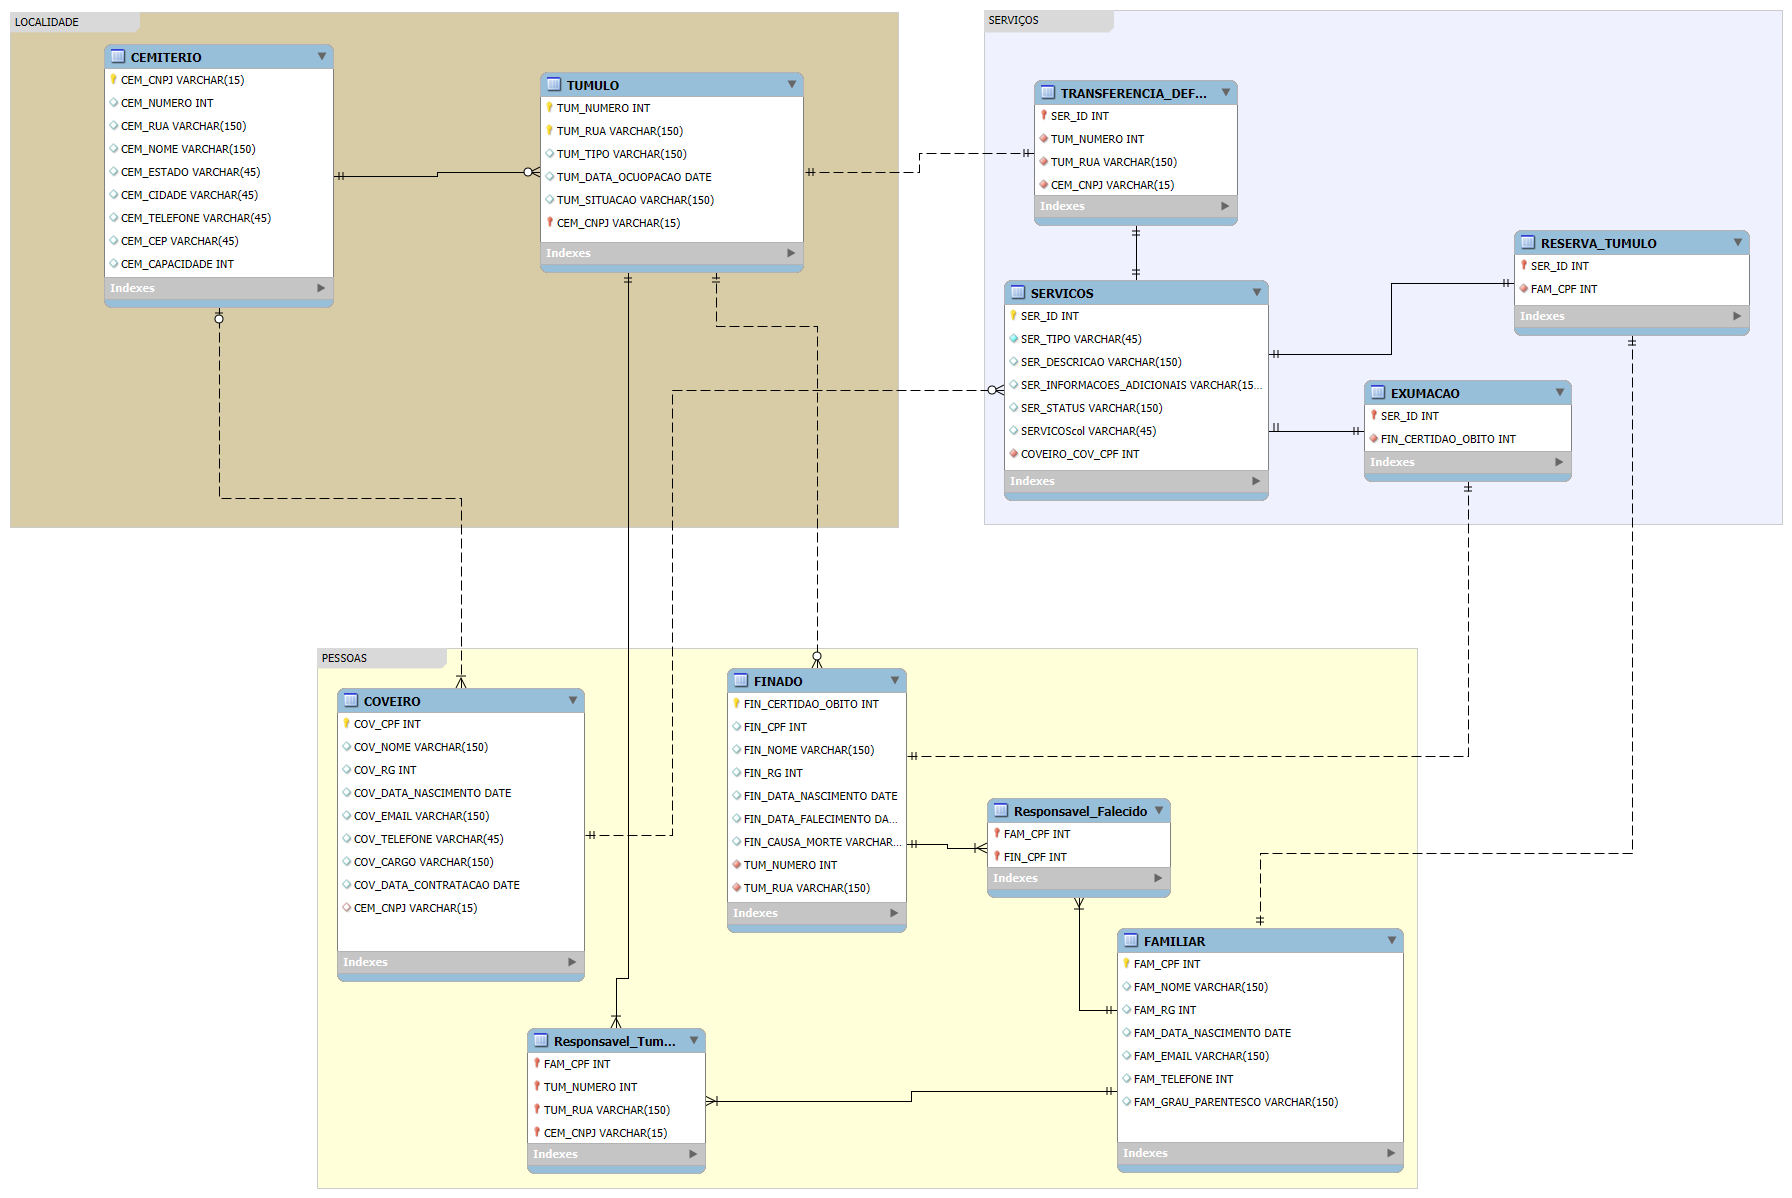 LOCALIDADE
CEMITERIO
CEM_CNPJ VARCHAR(15)
CEM_NUMERO INT
CEM_RUA VARCHAR(150)
CEM_NOME VARCHAR(150)
CEM_ESTADO VARCHAR(45)
CEM_CIDADE VARCHAR(45)
CEM_TELEFONE VARCHAR(45)
CEM_CEP VARCHAR(45)
CEM_CAPACIDADE INT
Indexes
TUMULO
TUM_NUMERO INT
TUM_RUA VARCHAR(150)
TUM_TIPO VARCHAR(150)
TUM_DATA_OCUOPACAO DATE
TUM_SITUACAO VARCHAR(150)
CEM_CNPJ VARCHAR(15)
Indexes
SERVIÇOS
TRANSFERENCIA_DEF...
SER_ID INT
TUM_NUMERO INT
TUM_RUA VARCHAR(150)
CEM_CNPJ VARCHAR(15)
Indexes
SERVICOS
SER_ID INT
SER_TIPO VARCHAR(45)
SER_DESCRICAO VARCHAR(150)
SER_INFORMACOES_ADICIONAIS VARCHAR(15...
SER_STATUS VARCHAR(150)
SERVICOScol VARCHAR(45)
COVEIRO_COV_CPF INT
Indexes
RESERVA_TUMULO
SER_ID INT
FAM_CPF INT
Indexes
EXUMACAO
SER_ID INT
FIN_CERTIDAO_OBITO INT
Indexes
PESSOAS
COVEIRO
COV_CPF INT
COV_NOME VARCHAR(150)
COV_RG INT
COV_DATA_NASCIMENTO DATE
COV_EMAIL VARCHAR(150)
COV_TELEFONE VARCHAR(45)
COV_CARGO VARCHAR(150)
COV_DATA_CONTRATACAO DATE
CEM_CNPJ VARCHAR(15)
Indexes
FINADO
FIN_CERTIDAO_OBITO INT
FIN_CPF INT
FIN_NOME VARCHAR(150)
FIN_RG INT
FIN_DATA_NASCIMENTO DATE
FIN_DATA_FALECIMENTO DA...
FIN_CAUSA_MORTE VARCHAR...
TUM_NUMERO INT
TUM_RUA VARCHAR(150)
Indexes
Responsavel_Falecido
FAM_CPF INT
FIN_CPF INT
Indexes
FAMILIAR
FAM_CPF INT
FAM_NOME VARCHAR(150)
FAM_RG INT
FAM_DATA_NASCIMENTO DATE
FAM_EMAIL VARCHAR(150)
FAM_TELEFONE INT
FAM_GRAU_PARENTESCO VARCHAR(150)
Indexes
Responsavel_Tum...
FAM_CPF INT
TUM_NUMERO INT
TUM_RUA VARCHAR(150)
CEM_CNPJ VARCHAR(15)
Indexes